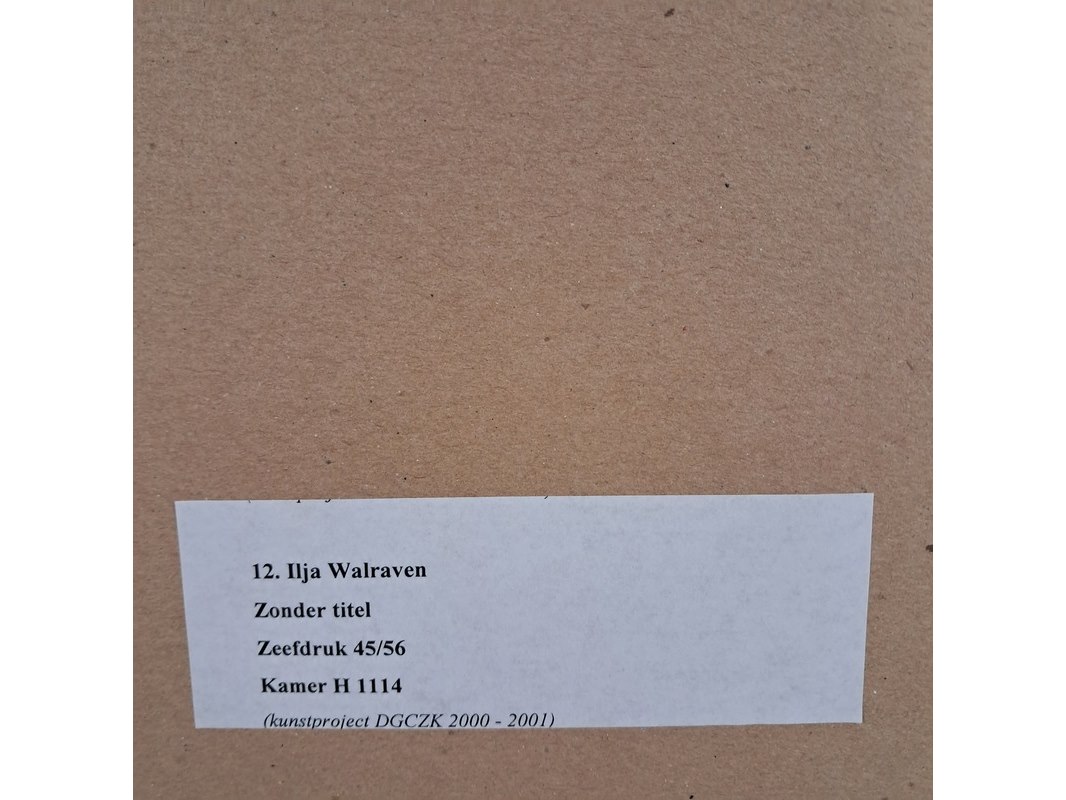 12. Ilja Walraven
Zonder titel
Zeefdruk 45/56
Kamer H 1114
(kunstproject DGCZK 2000 - 2001)